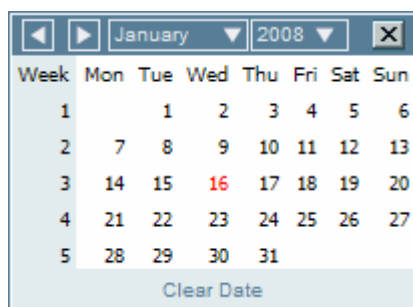 January 2008
Week Mon Tue Wed Thu Fri Sat Sun
1 1 2 3 4 5 6
2 7 8 9 10 11 12 13
3 14 15 16 17 18 19 20
4 21 22 23 24 25 26 27
5 28 29 30 31
Clear Date